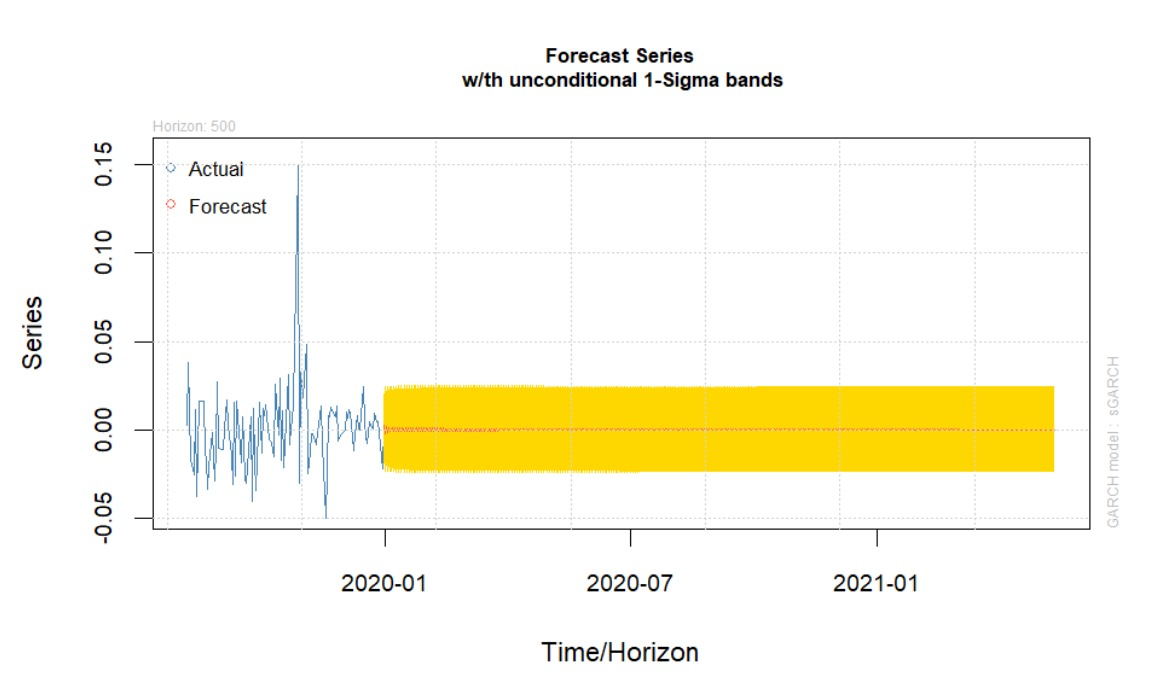 Forecast Series
w/th unconditional 1-Sigma bands
Horizon: 500
Actual
Forecast
0.15
0.10
0.05
0.00
-0.05
Series
GARCH model : sGARCH
2020-01
2020-07
2021-01
Time/Horizon